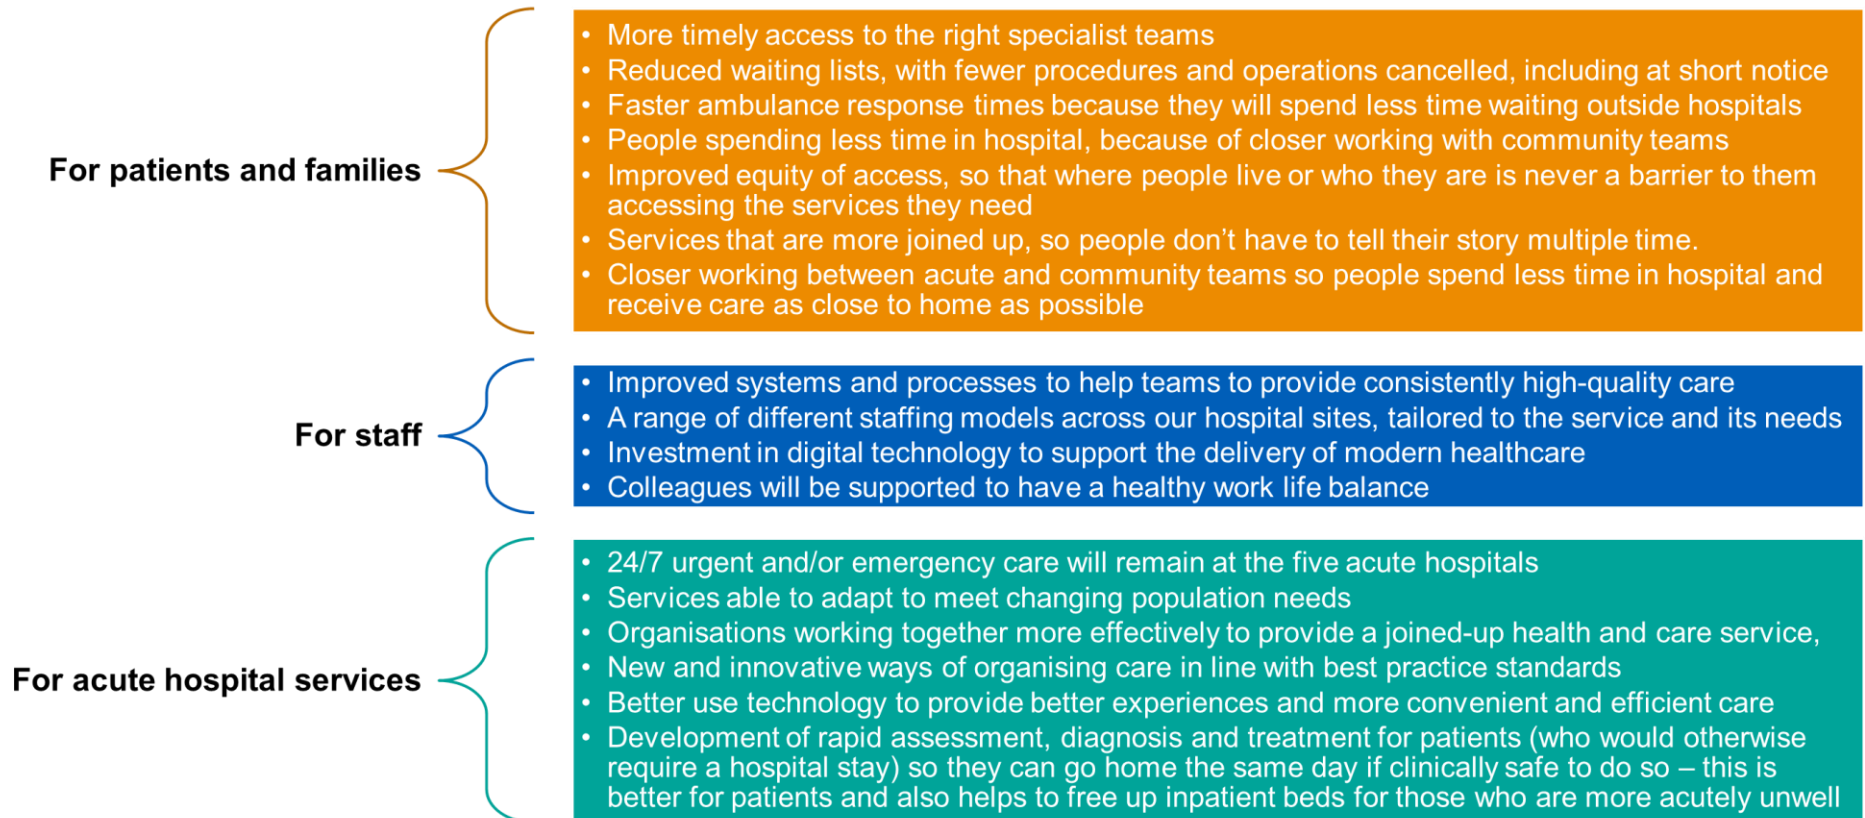 For patients and families
• More timely access to the right specialist teams
• Reduced waiting lists, with fewer procedures and operations cancelled, including at short notice
• Faster ambulance response times because they will spend less time waiting outside hospitals
• People spending less time in hospital, because of closer working with community teams
• Improved equity of access, so that where people live or who they are is never a barrier to them
accessing the services they need
• Services that are more joined up, so people don’t have to tell their story multiple time.
• Closer working between acute and community teams so people spend less time in hospital and
receive care as close to home as possible
For staff
• Improved systems and processes to help teams to provide consistently high-quality care
• A range of different staffing models across our hospital sites, tailored to the service and its needs
• Investment in digital technology to support the delivery of modern healthcare
• Colleagues will be supported to have a healthy work life balance
For acute hospital services
• 24/7 urgent and/or emergency care will remain at the five acute hospitals
• Services able to adapt to meet changing population needs
• Organisations working together more effectively to provide a joined-up health and care service,
• New and innovative ways of organising care in line with best practice standards
• Better use technology to provide better experiences and more convenient and efficient care
• Development of rapid assessment, diagnosis and treatment for patients (who would otherwise
require a hospital stay) so they can go home the same day if clinically safe to do so – this is
better for patients and also helps to free up inpatient beds for those who are more acutely unwell